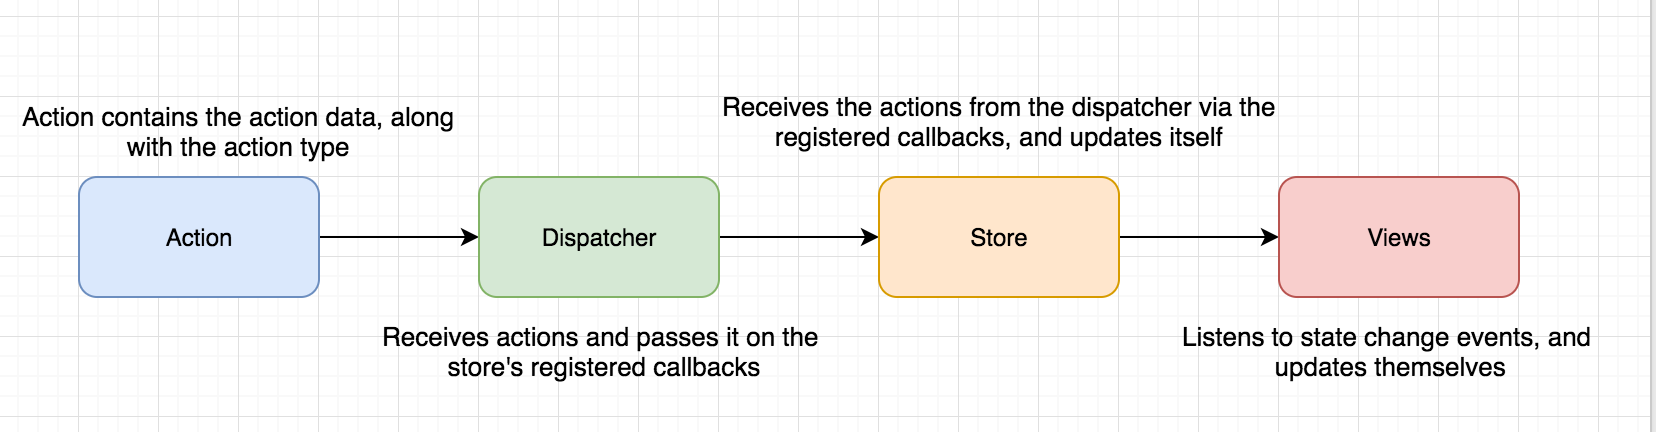 Action contains the action data, along
with the action type
Receives the actions from the dispatcher via the
registered callbacks, and updates itself
Action
Dispatcher
Store
Views
Receives actions and passes it on the
store's registered callbacks
Listens to state change events, and
updates themselves